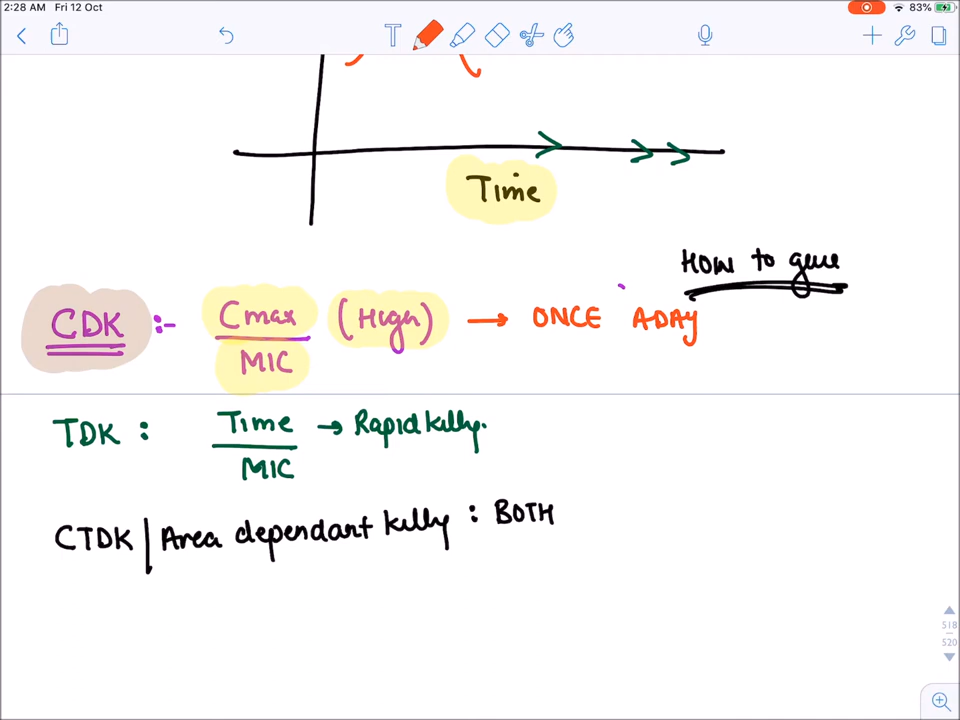 2:28 AM Fri 12 Oct 83%
T
Time
How to give
CDK :- Cmax (High) → ONCE ADAY
MIC
TDK : Time → Rapid killy.
MIC
CTDK | Area dependant killy : BOTH
518
520